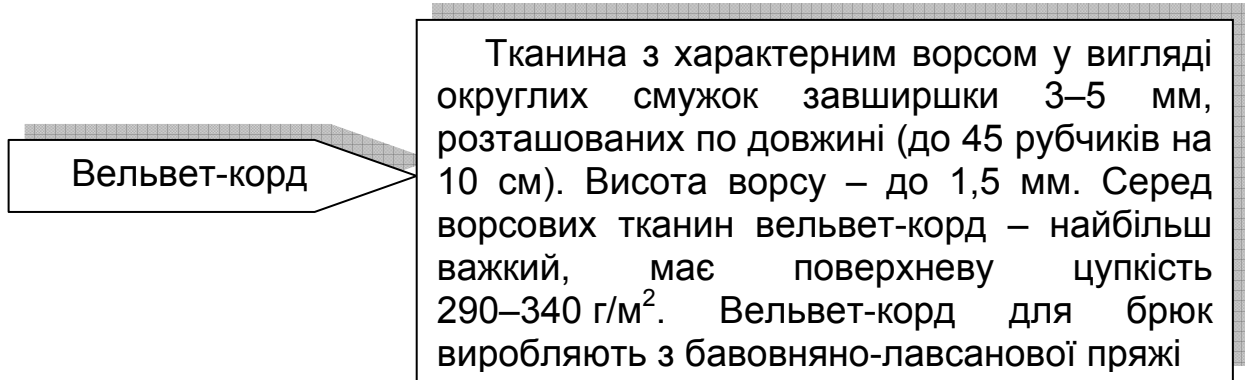 Вельвет-корд
Тканина з характерним ворсом у вигляді
округлих смужок завширшки 3–5 мм,
розташованих по довжині (до 45 рубчиків на
10 см). Висота ворсу – до 1,5 мм. Серед
ворсових тканин вельвет-корд – найбільш
важкий, має поверхневу цупкість
290–340 г/м². Вельвет-корд для брюк
виробляють з бавовняно-лавсанової пряжі